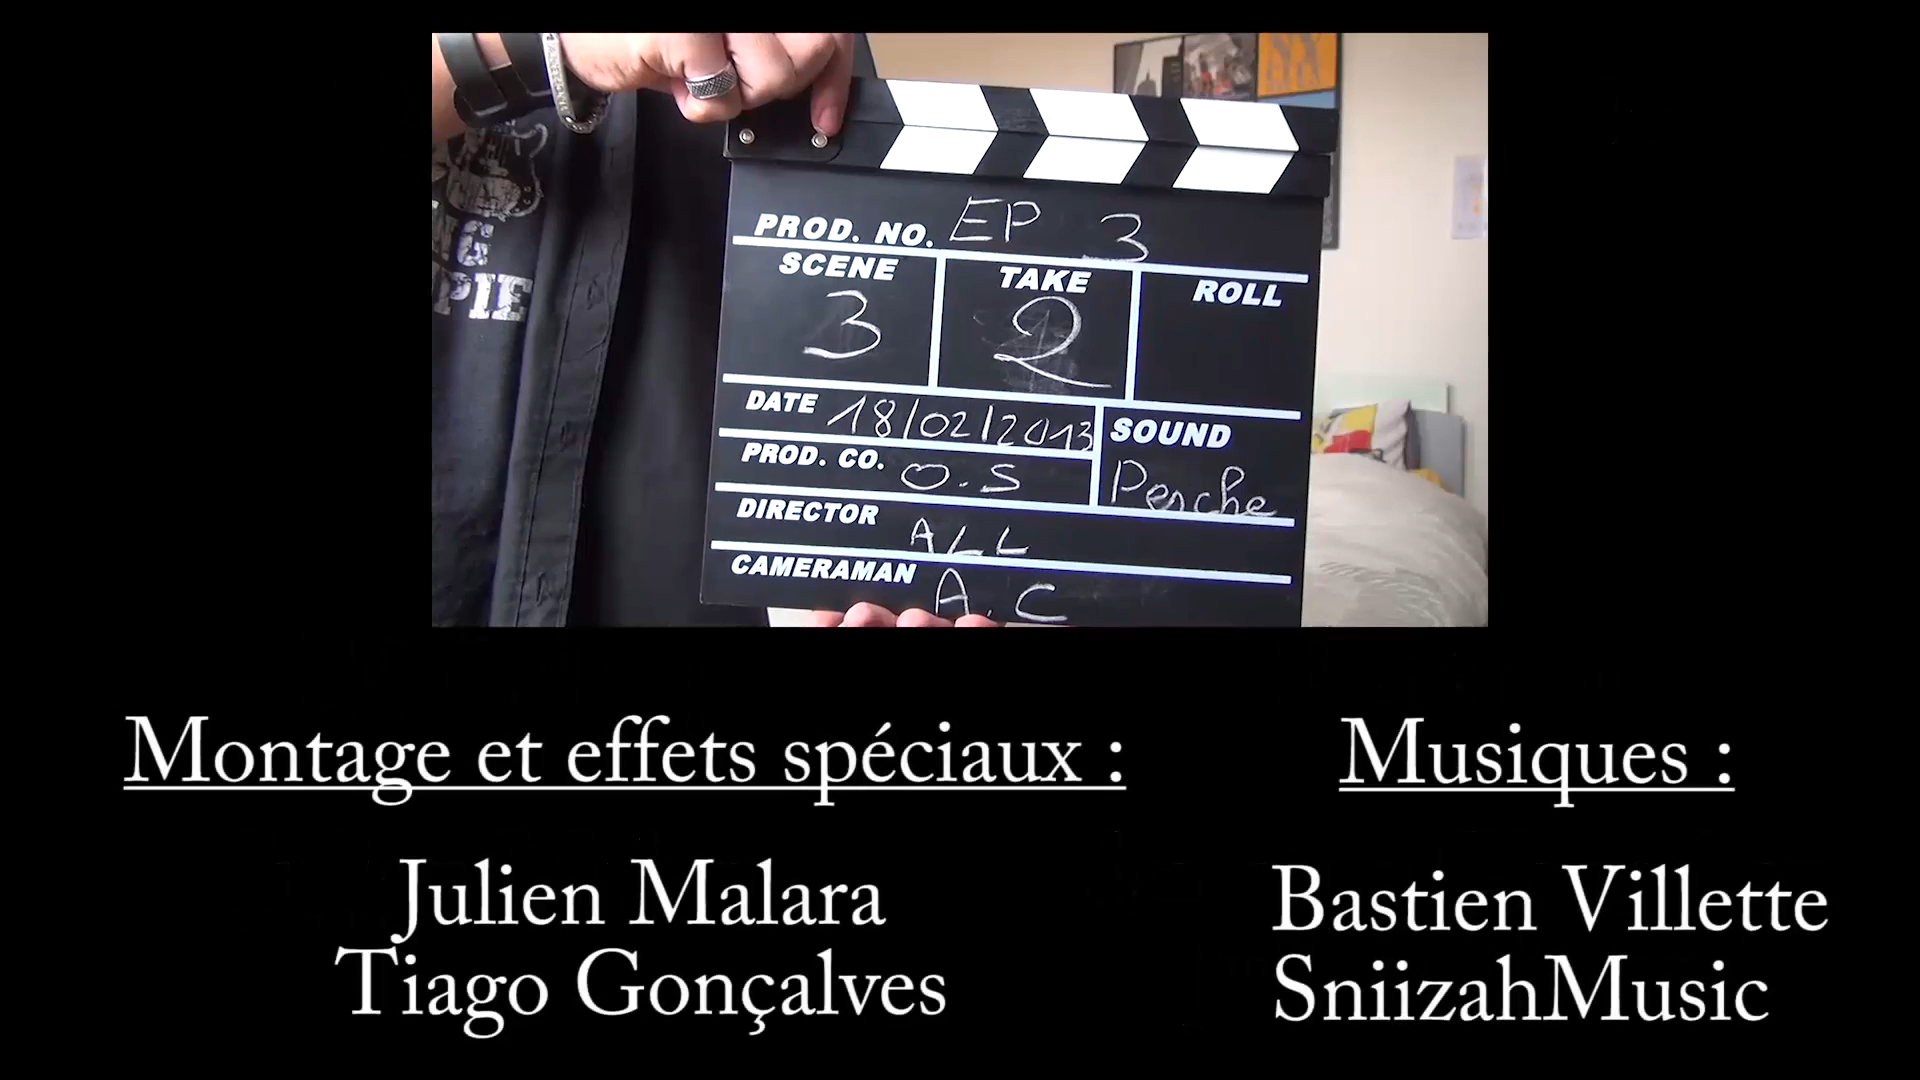 PROD. NO. EP 3
SCENE 3
TAKE 2
ROLL
DATE 18/02/2013
SOUND Perche
PROD. CO. O.S
DIRECTOR ALL
CAMERAMAN A.C
Montage et effets spéciaux :
Julien Malara
Tiago Gonçalves
Musiques :
Bastien Villette
SniizahMusic